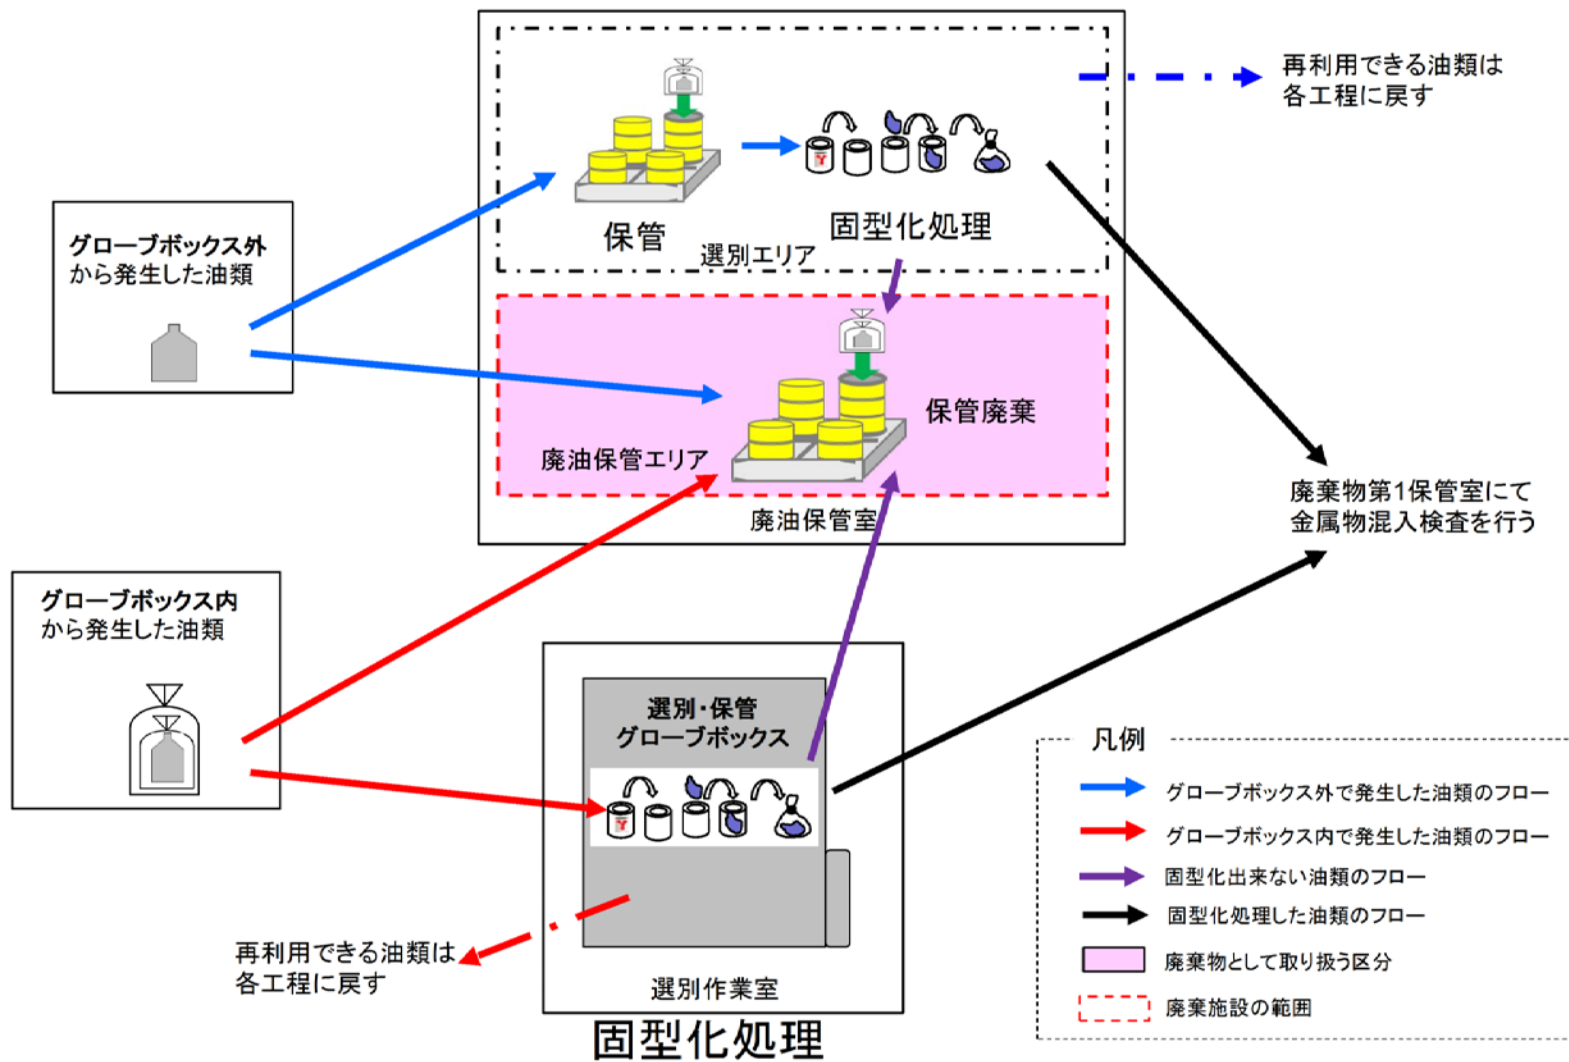 再利用できる油類は
各工程に戻す
保管
固型化処理
選別エリア
グローブボックス外
から発生した油類
保管廃棄
廃油保管エリア
廃油保管室
廃棄物第1保管室にて
金属物混入検査を行う
グローブボックス内
から発生した油類
選別・保管
グローブボックス
再利用できる油類は
各工程に戻す
選別作業室
固型化処理
凡例
グローブボックス外で発生した油類のフロー
グローブボックス内で発生した油類のフロー
固型化出来ない油類のフロー
固型化処理した油類のフロー
廃棄物として取り扱う区分
廃棄施設の範囲